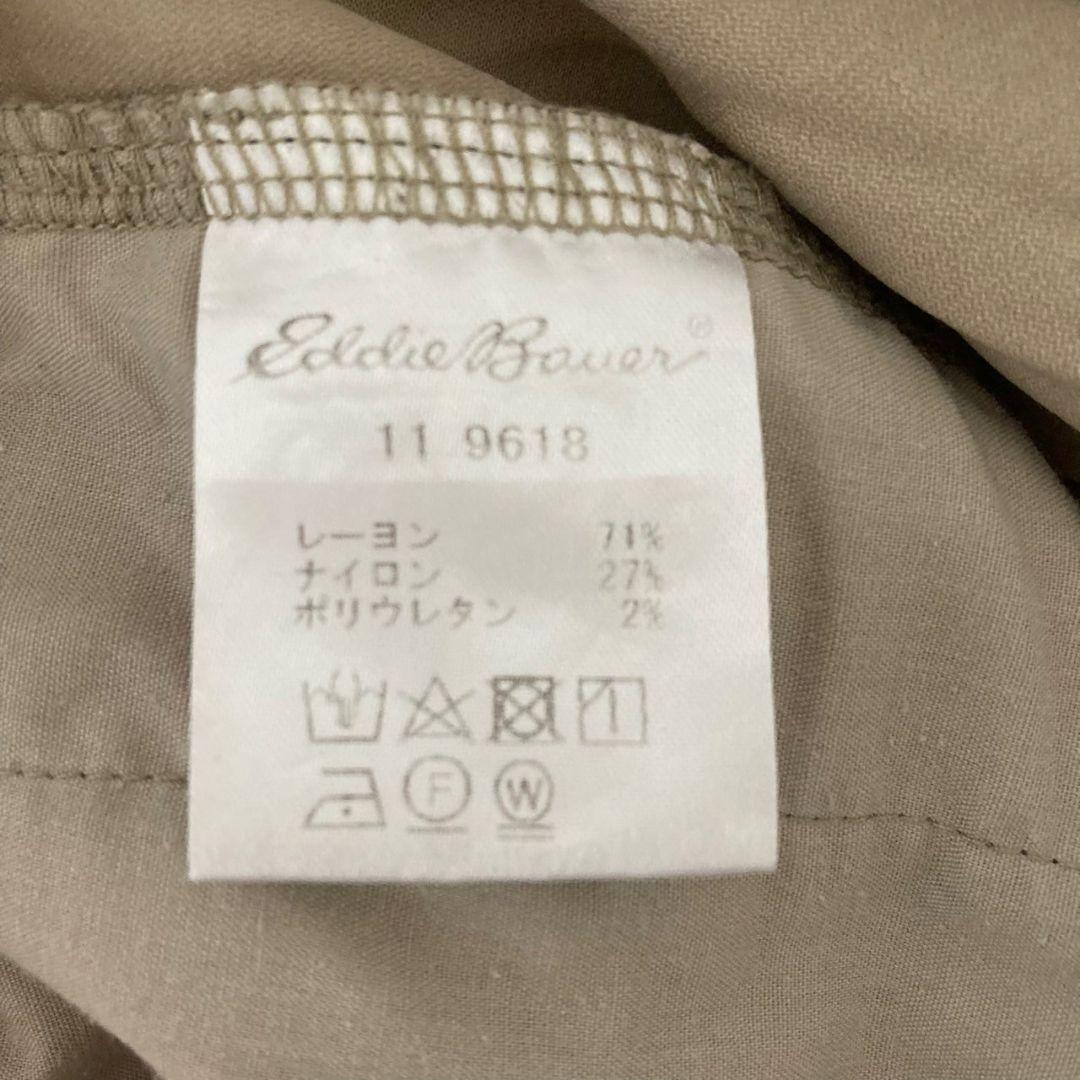 Eddie Bauer®
11 9618
レーヨン 71%
ナイロン 27%
ポリウレタン 2%
F W